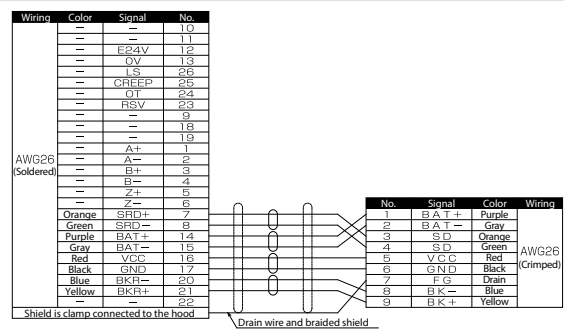 Wiring Color Signal No.
AWG26 (Soldered)
— — 10
— — 11
— E24V 12
— 0V 13
— LS 26
— CREEP 25
— OT 24
— RSV 23
— — 9
— — 18
— — 19
— A+ 1
— A− 2
— B+ 3
— B− 4
— Z+ 5
— Z− 6
Orange SRD+ 7
Green SRD− 8
Purple BAT+ 14
Gray BAT− 15
Red VCC 16
Black GND 17
Blue BKR− 20
Yellow BKR+ 21
— 22
Shield is clamp connected to the hood
No. Signal Color Wiring
1 BAT+ Purple
2 BAT− Gray
3 SD Orange
4 SD Green
5 VCC Red
6 GND Black
7 FG Drain
8 BK− Blue
9 BK+ Yellow
AWG26 (Crimped)
Drain wire and braided shield